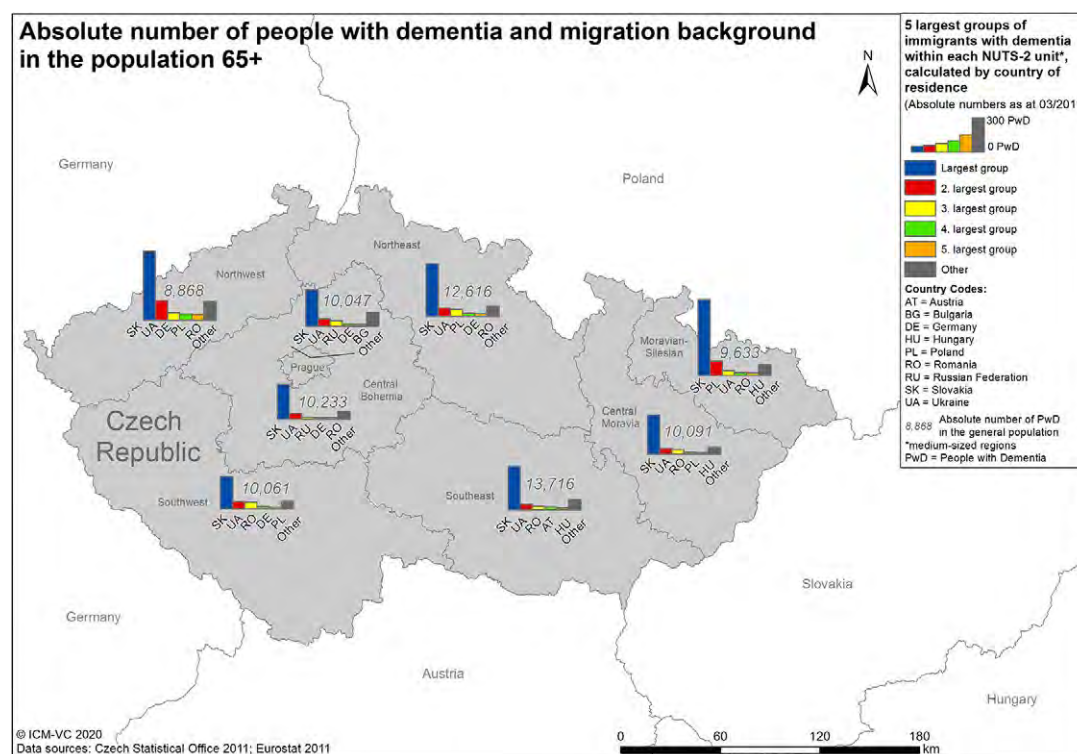 Absolute number of people with dementia and migration background
in the population 65+
N
5 largest groups of
immigrants with dementia
within each NUTS-2 unit*,
calculated by country of
residence
(Absolute numbers as at 03/201
300 PwD
0 PwD
Largest group
2. largest group
3. largest group
4. largest group
5. largest group
Other
Country Codes:
AT = Austria
BG = Bulgaria
DE = Germany
HU = Hungary
PL = Poland
RO = Romania
RU = Russian Federation
SK = Slovakia
UA = Ukraine
8,868 Absolute number of PwD
in the general population
*medium-sized regions
PwD = People with Dementia
Germany
Poland
Northwest
8,868
SK UA DE PL RO Other
Northeast
12,616
SK UA PL DE RO Other
10,047
SK UA RU DE BG Other
Prague
Central
Bohemia
10,233
SK UA RU DE RO Other
Moravian-
Silesian
9,633
SK PL UA RO HU Other
Central
Moravia
10,091
SK UA RO PL HU Other
Czech
Republic
Southwest
10,061
SK UA RO DE PL Other
Southeast
13,716
SK UA RO AT HU Other
Slovakia
Germany
Austria
Hungary
© ICM-VC 2020
Data sources: Czech Statistical Office 2011; Eurostat 2011
0 60 120 180
km